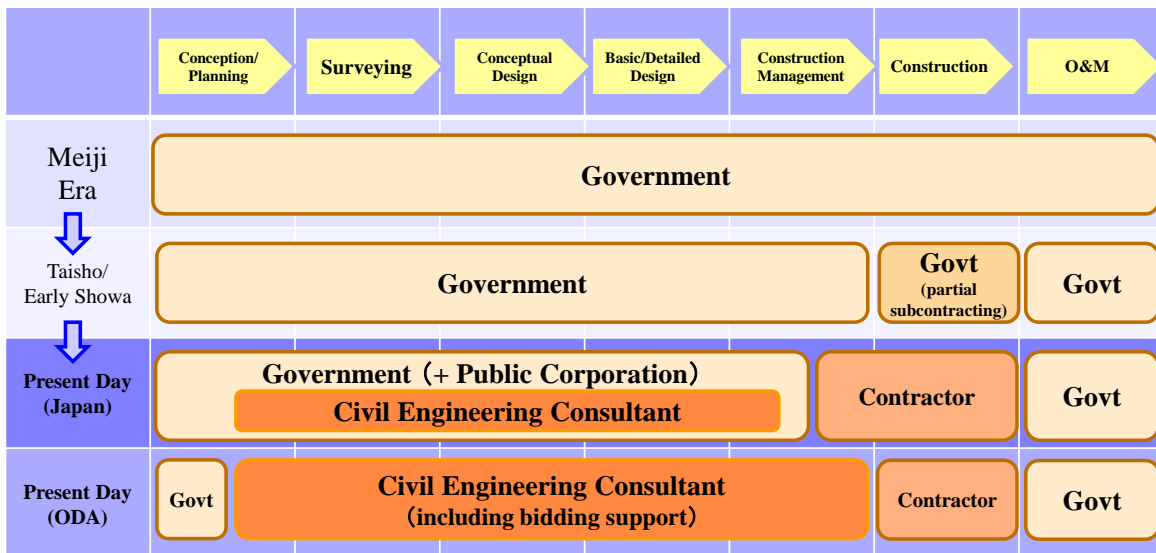 Conception/
Planning
Surveying
Conceptual
Design
Basic/Detailed
Design
Construction
Management
Construction
O&M
Meiji
Era
Government
Taisho/
Early Showa
Government
Govt
(partial
subcontracting)
Govt
Present Day
(Japan)
Government（+ Public Corporation）
Civil Engineering Consultant
Contractor
Govt
Present Day
(ODA)
Govt
Civil Engineering Consultant
（including bidding support）
Contractor
Govt